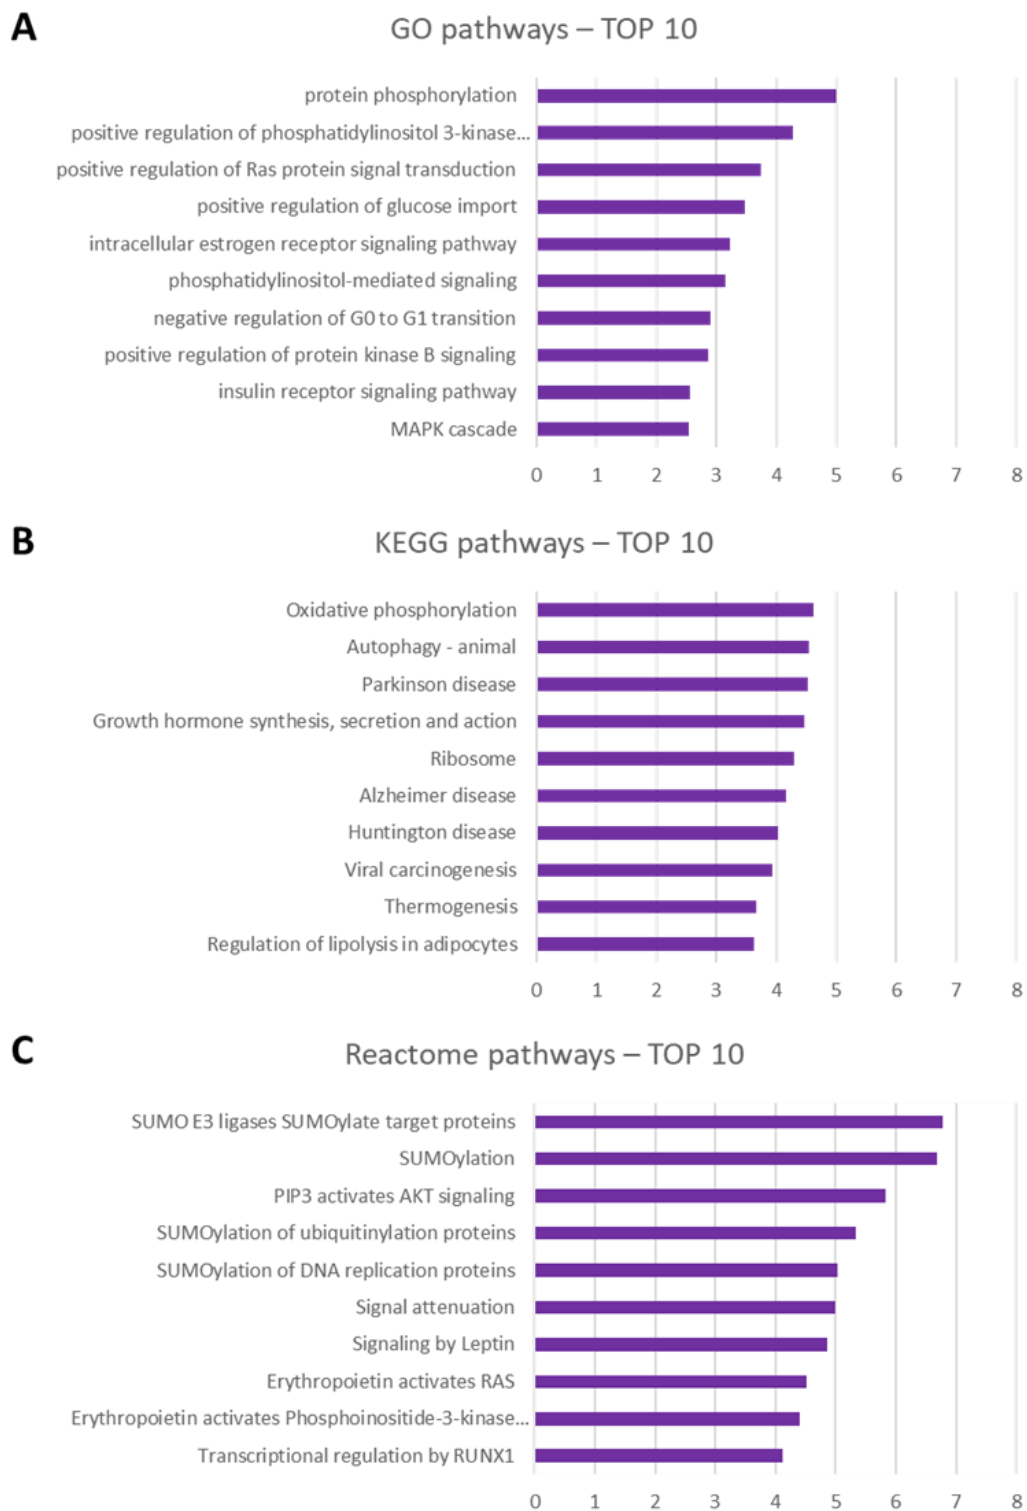 A
GO pathways – TOP 10
protein phosphorylation
positive regulation of phosphatidylinositol 3-kinase...
positive regulation of Ras protein signal transduction
positive regulation of glucose import
intracellular estrogen receptor signaling pathway
phosphatidylinositol-mediated signaling
negative regulation of G0 to G1 transition
positive regulation of protein kinase B signaling
insulin receptor signaling pathway
MAPK cascade
0 1 2 3 4 5 6 7 8
B
KEGG pathways – TOP 10
Oxidative phosphorylation
Autophagy - animal
Parkinson disease
Growth hormone synthesis, secretion and action
Ribosome
Alzheimer disease
Huntington disease
Viral carcinogenesis
Thermogenesis
Regulation of lipolysis in adipocytes
0 1 2 3 4 5 6 7 8
C
Reactome pathways – TOP 10
SUMO E3 ligases SUMOylate target proteins
SUMOylation
PIP3 activates AKT signaling
SUMOylation of ubiquitinylation proteins
SUMOylation of DNA replication proteins
Signal attenuation
Signaling by Leptin
Erythropoietin activates RAS
Erythropoietin activates Phosphoinositide-3-kinase...
Transcriptional regulation by RUNX1
0 1 2 3 4 5 6 7 8